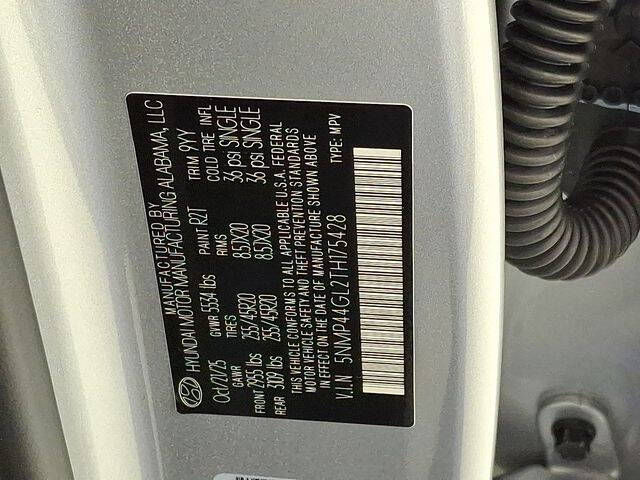 MANUFACTURED BY
HYUNDAI MOTOR MANUFACTURING ALABAMA, LLC
Oct/21/25 GVWR 5534 lbs PAINT R2T TRIM 9YY
GAWR TIRES RIMS COLD TIRE INFL
FRONT 2955 lbs 255/45R20 8.5JX20 36 psi SINGLE
REAR 3109 lbs 255/45R20 8.5JX20 36 psi SINGLE
THIS VEHICLE CONFORMS TO ALL APPLICABLE U.S.A. FEDERAL
MOTOR VEHICLE SAFETY AND THEFT PREVENTION STANDARDS
IN EFFECT ON THE DATE OF MANUFACTURE SHOWN ABOVE
V.I.N 5NMP44GL2TH175428 TYPE: MPV